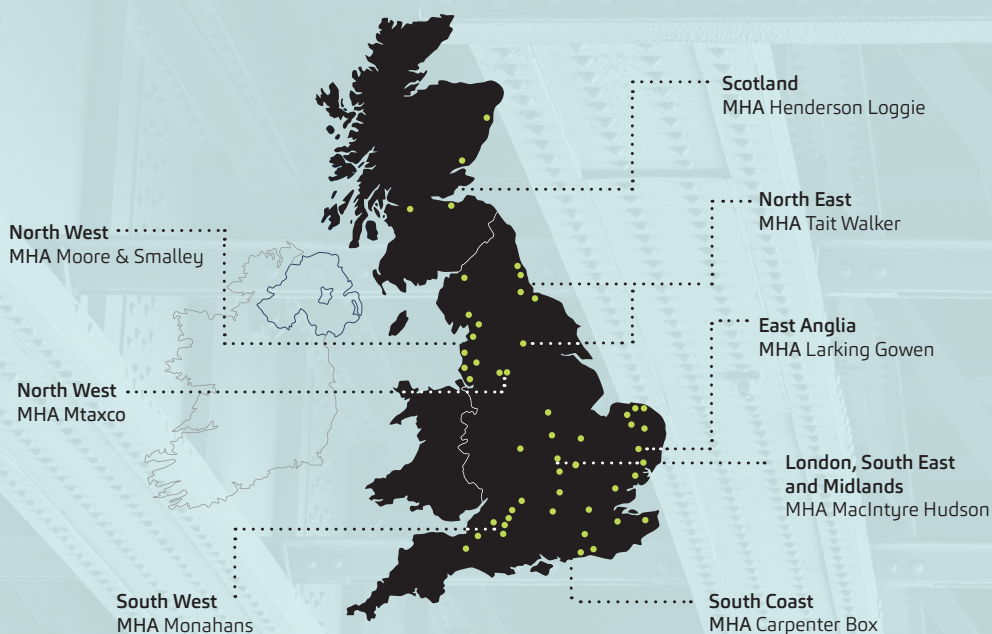 Scotland
MHA Henderson Loggie
North East
MHA Tait Walker
North West
MHA Moore & Smalley
East Anglia
MHA Larking Gowen
North West
MHA Mtaxco
London, South East
and Midlands
MHA MacIntyre Hudson
South West
MHA Monahans
South Coast
MHA Carpenter Box